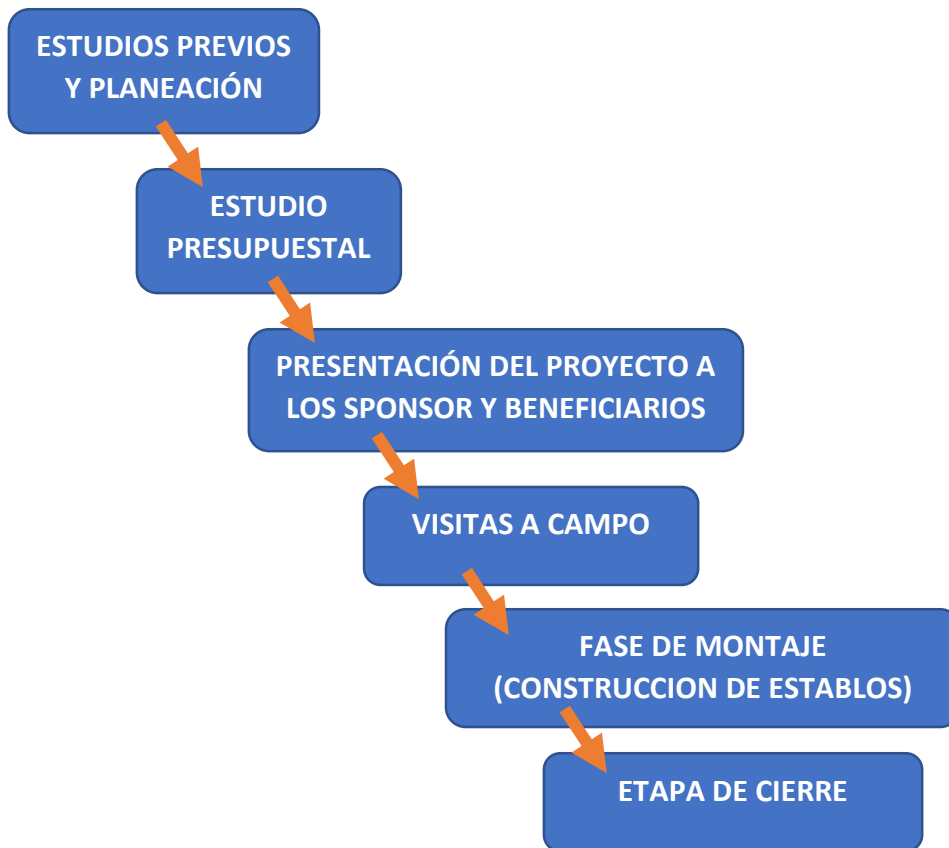 ESTUDIOS PREVIOS
Y PLANEACIÓN
ESTUDIO
PRESUPUESTAL
PRESENTACIÓN DEL PROYECTO A
LOS SPONSOR Y BENEFICIARIOS
VISITAS A CAMPO
FASE DE MONTAJE
(CONSTRUCCION DE ESTABLOS)
ETAPA DE CIERRE